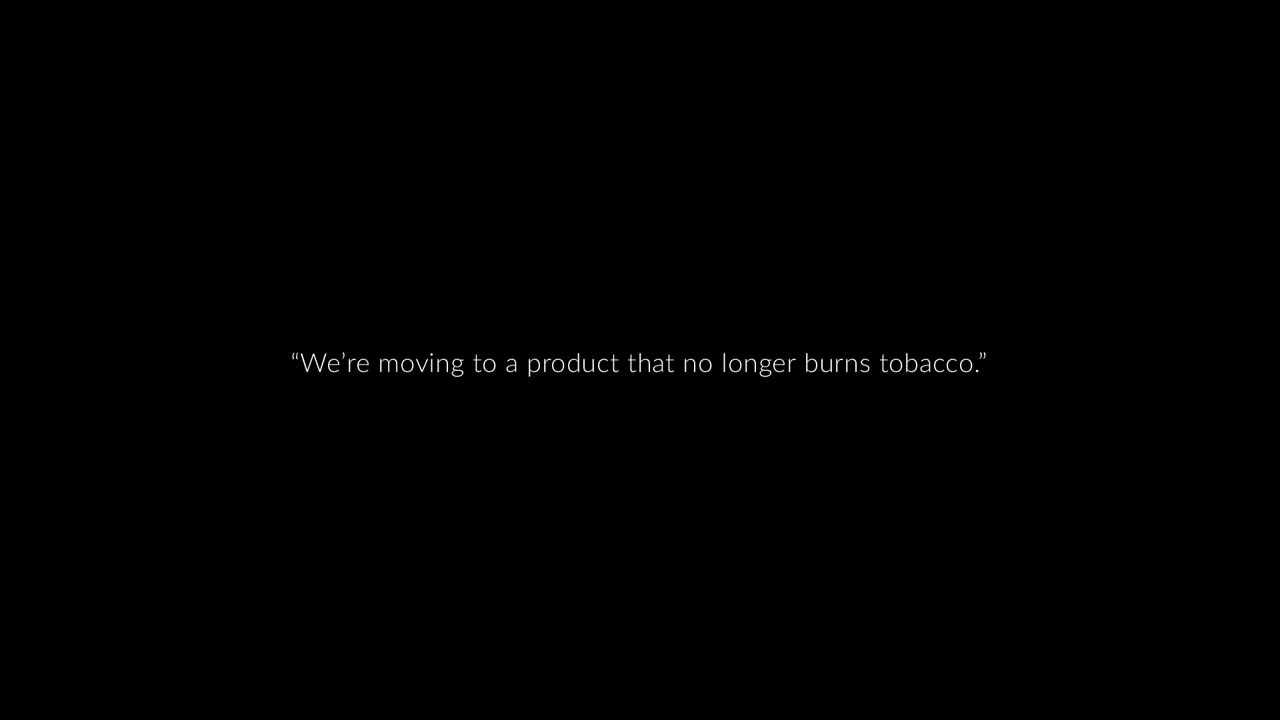 “We’re moving to a product that no longer burns tobacco.”